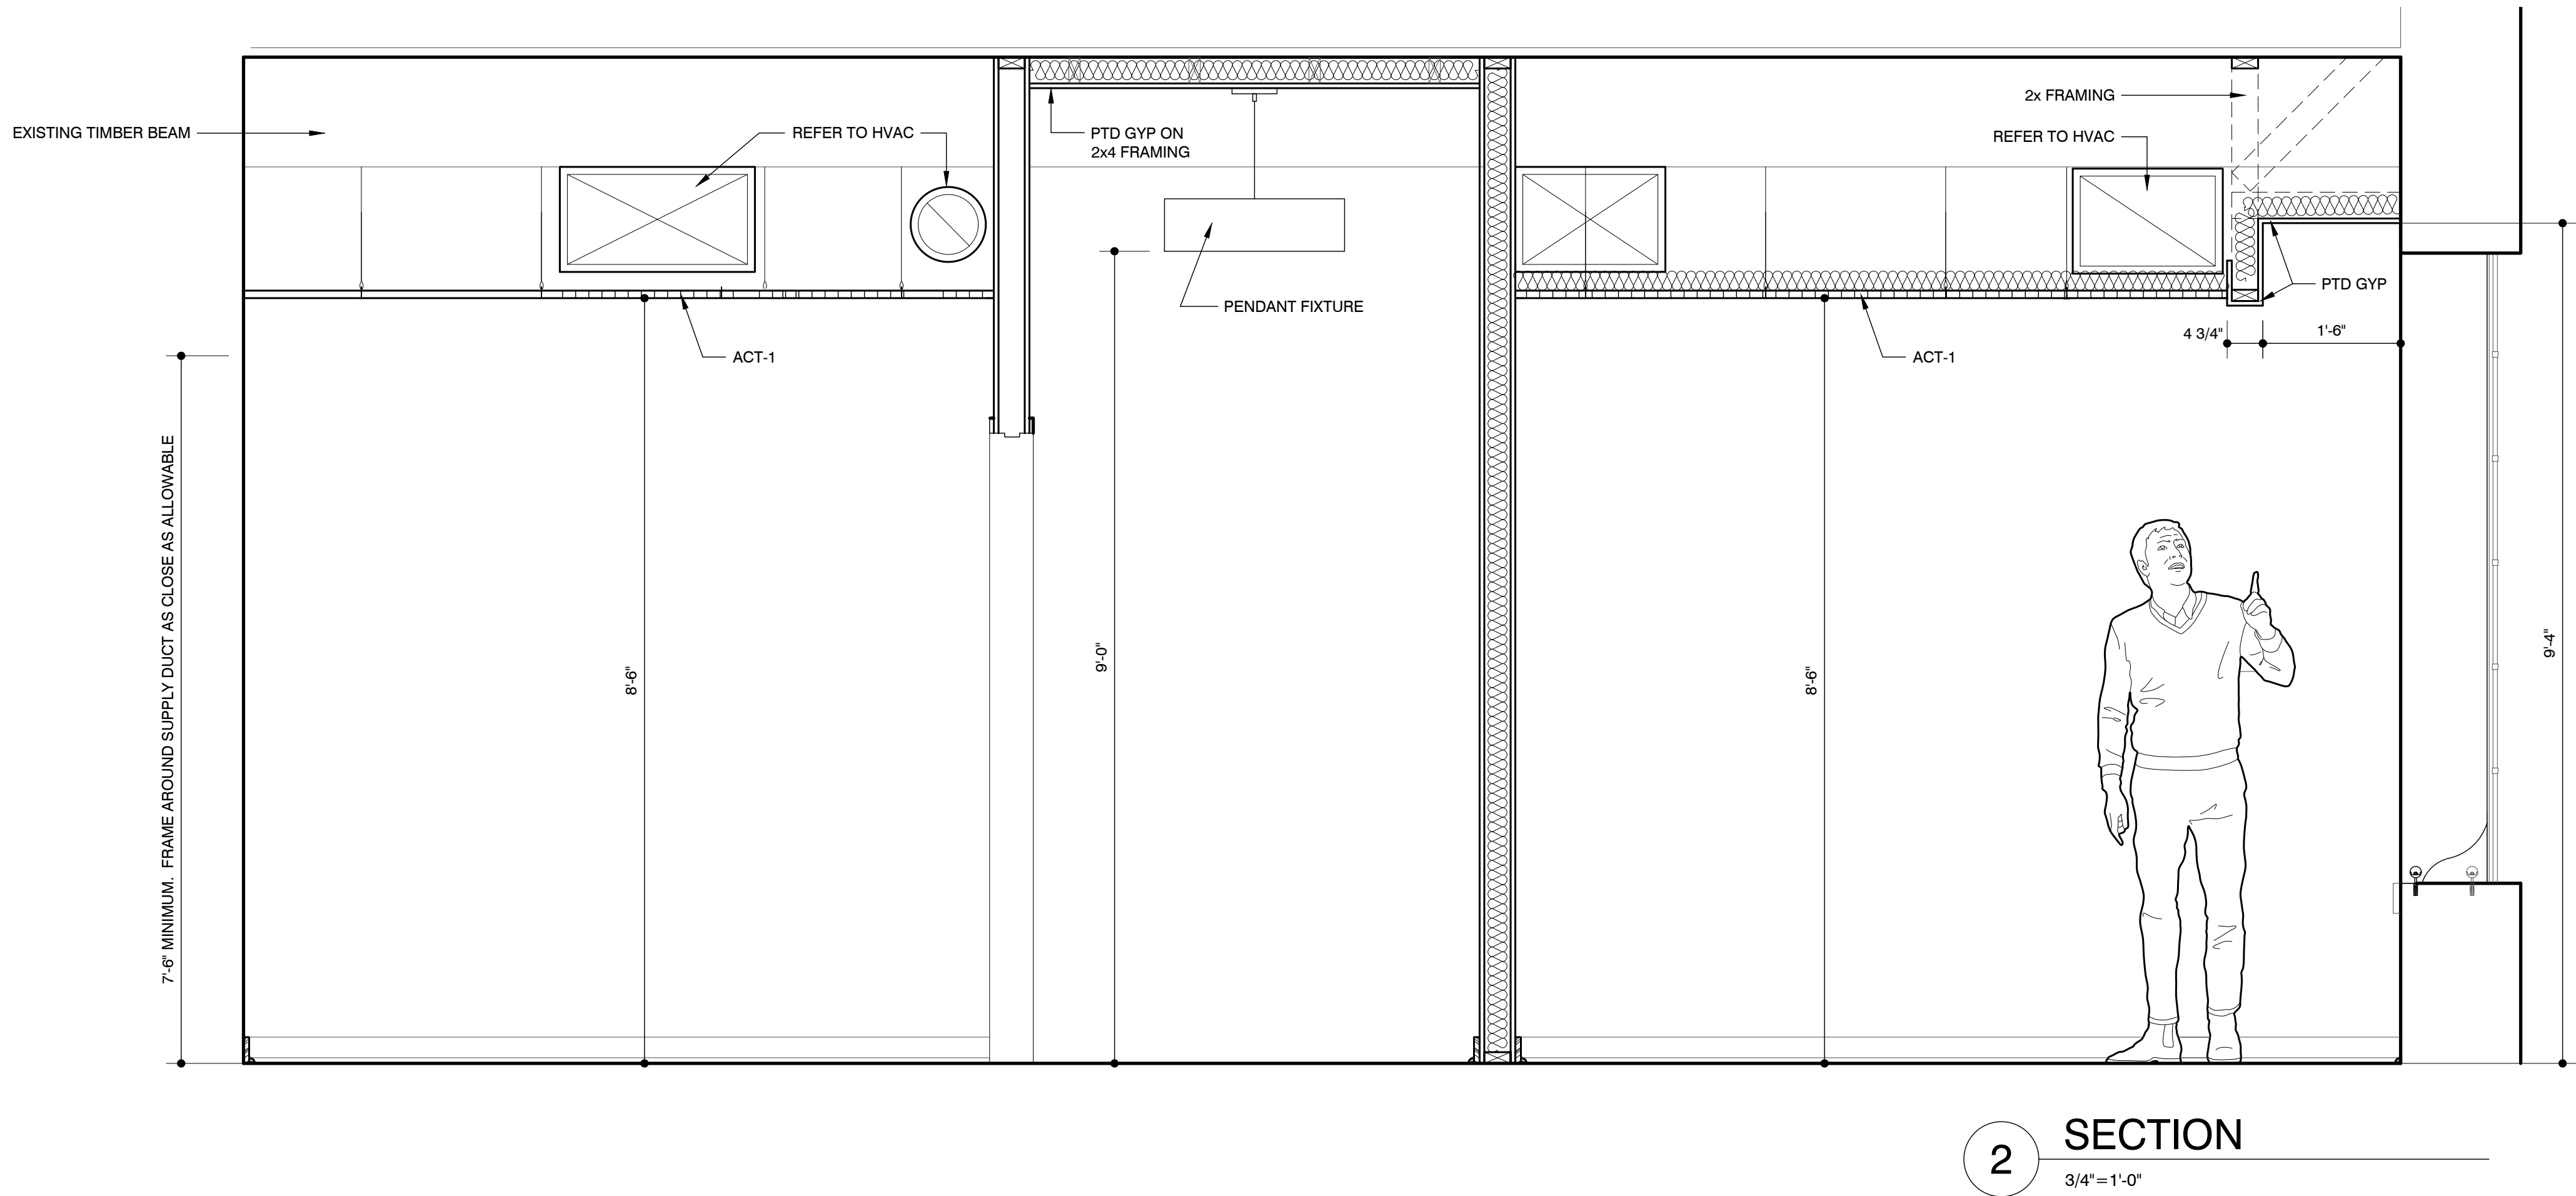 2x FRAMING
EXISTING TIMBER BEAM
REFER TO HVAC
PTD GYP ON
2x4 FRAMING
REFER TO HVAC
PENDANT FIXTURE
PTD GYP
4 3/4"
1'-6"
ACT-1
ACT-1
7'-6" MINIMUM.  FRAME AROUND SUPPLY DUCT AS CLOSE AS ALLOWABLE
8'-6"
9'-0"
8'-6"
9'-4"
2
SECTION
3/4"=1'-0"